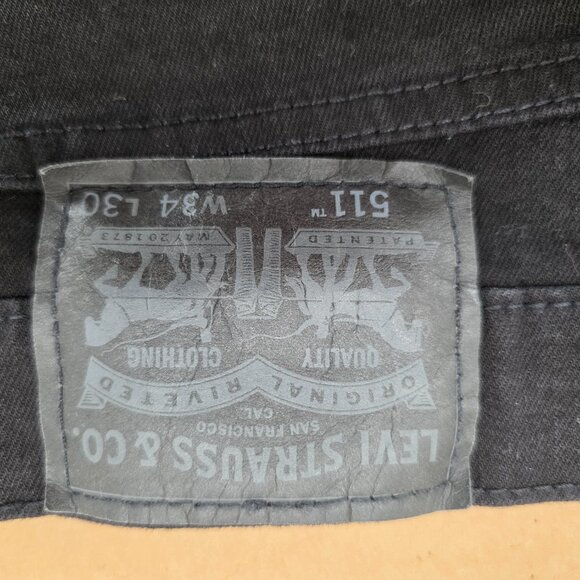 LEVI STRAUSS & CO.
SAN FRANCISCO
CAL.
ORIGINAL RIVETED
QUALITY CLOTHING
PATENTED MAY 20 1873
511™ W34 L30